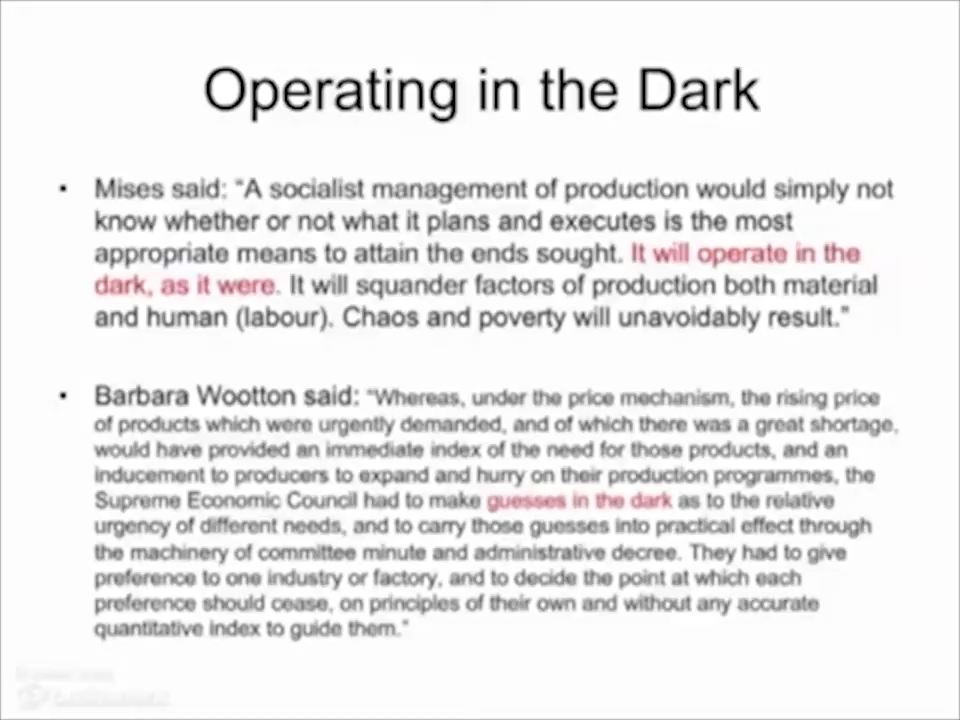 Operating in the Dark
• Mises said: “A socialist management of production would simply not
know whether or not what it plans and executes is the most
appropriate means to attain the ends sought. It will operate in the
dark, as it were. It will squander factors of production both material
and human (labour). Chaos and poverty will unavoidably result.”
• Barbara Wootton said: “Whereas, under the price mechanism, the rising price
of products which were urgently demanded, and of which there was a great shortage,
would have provided an immediate index of the need for those products, and an
inducement to producers to expand and hurry on their production programmes, the
Supreme Economic Council had to make guesses in the dark as to the relative
urgency of different needs, and to carry those guesses into practical effect through
the machinery of committee minute and administrative decree. They had to give
preference to one industry or factory, and to decide the point at which each
preference should cease, on principles of their own and without any accurate
quantitative index to guide them.”